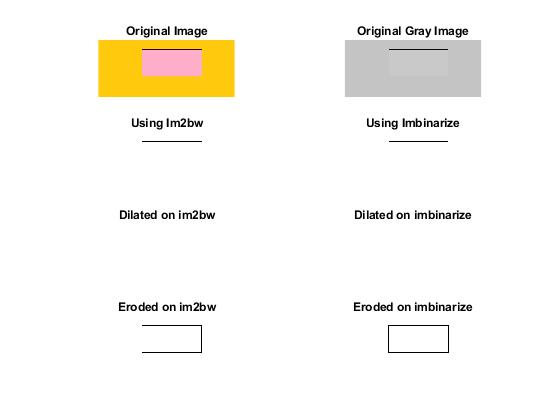 Original Image
Original Gray Image
Using Im2bw
Using Imbinarize
Dilated on im2bw
Dilated on imbinarize
Eroded on im2bw
Eroded on imbinarize